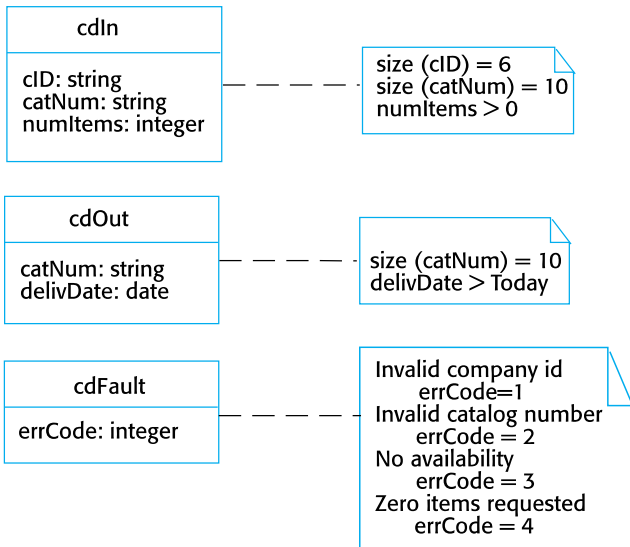 cdIn
cID: string
catNum: string
numItems: integer
size (cID) = 6
size (catNum) = 10
numItems > 0
cdOut
catNum: string
delivDate: date
size (catNum) = 10
delivDate > Today
cdFault
errCode: integer
Invalid company id
errCode=1
Invalid catalog number
errCode = 2
No availability
errCode = 3
Zero items requested
errCode = 4